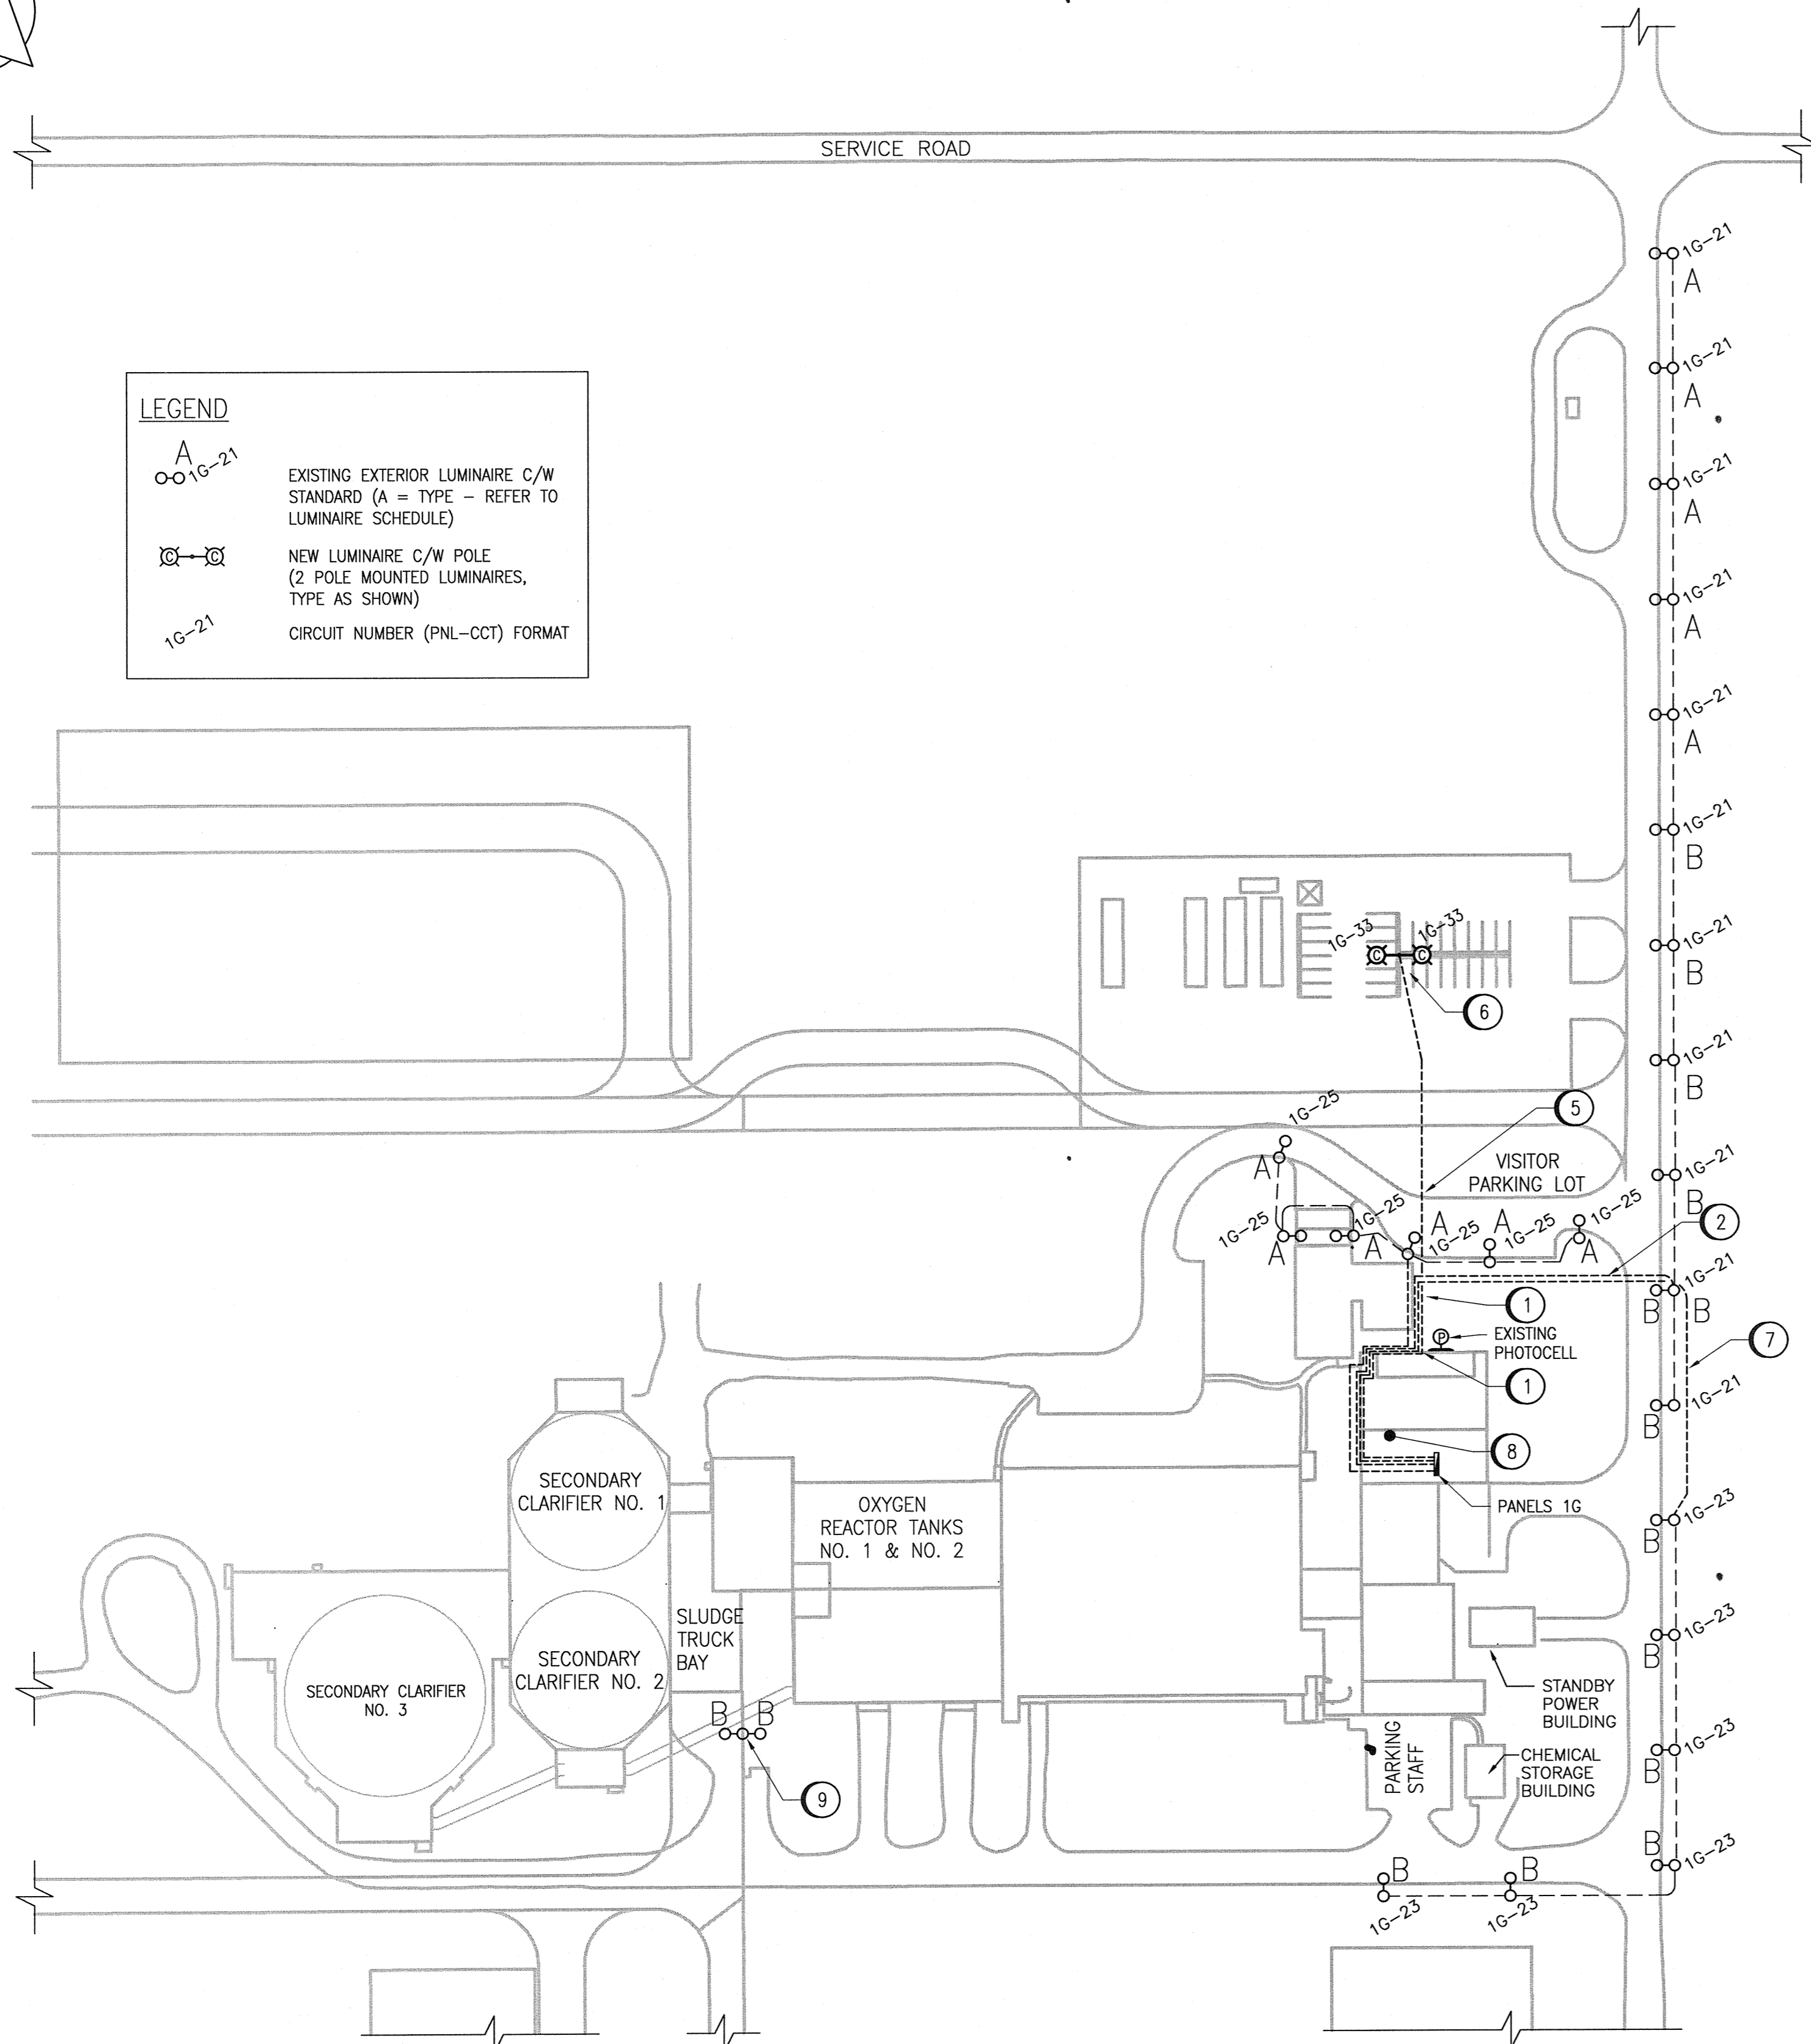 SERVICE ROAD
1G-21
A
1G-21
A
1G-21
A
1G-21
A
1G-21
A
1G-21
B
1G-21
B
1G-21
B
1G-21
B
1G-21
B
B
1G-21
B
1G-23
B
1G-23
B
1G-23
B
1G-23
B
LEGEND
A
1G-21
EXISTING EXTERIOR LUMINAIRE C/W
STANDARD (A = TYPE – REFER TO
LUMINAIRE SCHEDULE)
C C
NEW LUMINAIRE C/W POLE
(2 POLE MOUNTED LUMINAIRES,
TYPE AS SHOWN)
1G-21
CIRCUIT NUMBER (PNL-CCT) FORMAT
1G-33
1G-33
C C
6
5
1G-25
A
VISITOR
PARKING LOT
1G-25
A
1G-25
A
A
1G-25
A
1G-25
1G-25
A
2
1
P
EXISTING
PHOTOCELL
7
1
8
PANELS 1G
SECONDARY
CLARIFIER NO. 1
OXYGEN
REACTOR TANKS
NO. 1 & NO. 2
SLUDGE
TRUCK
BAY
SECONDARY
CLARIFIER NO. 2
SECONDARY CLARIFIER
NO. 3
B B
9
STANDBY
POWER
BUILDING
PARKING
STAFF
CHEMICAL
STORAGE
BUILDING
B
1G-23
B
1G-23